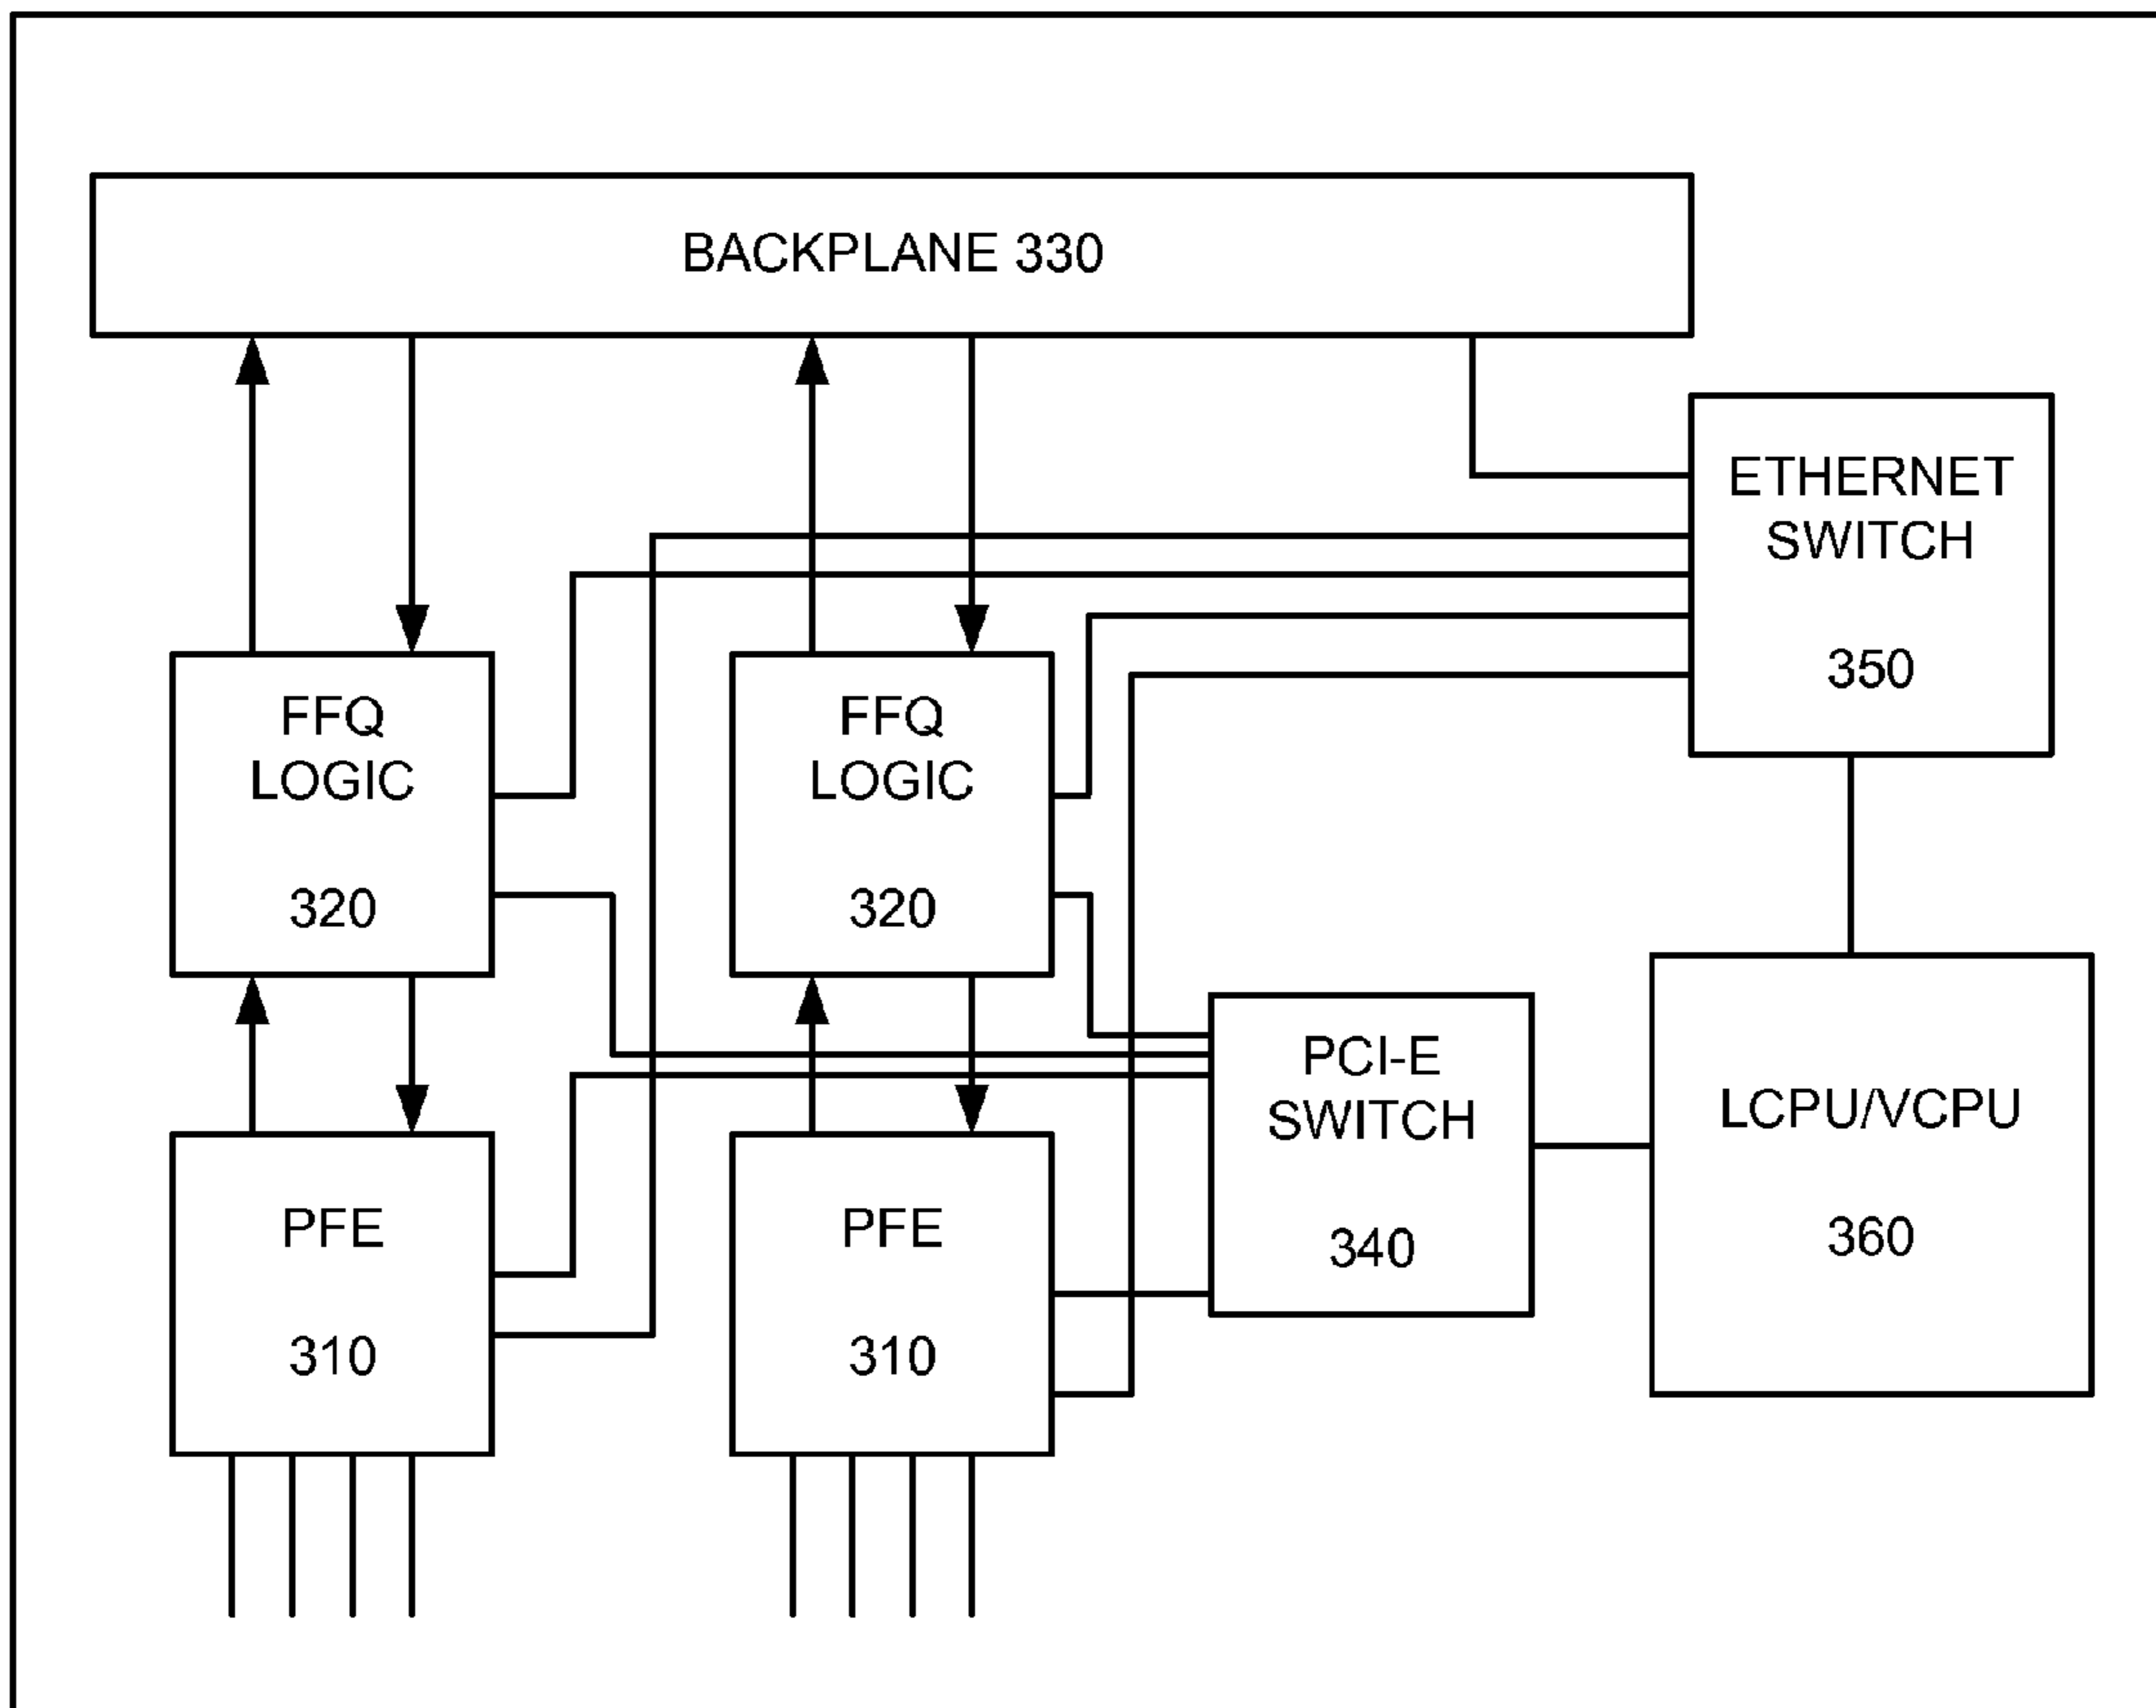 BACKPLANE 330
ETHERNET
SWITCH
350
FFQ
LOGIC
320
FFQ
LOGIC
320
PCI-E
SWITCH
340
LCPU/VCPU
360
PFE
310
PFE
310